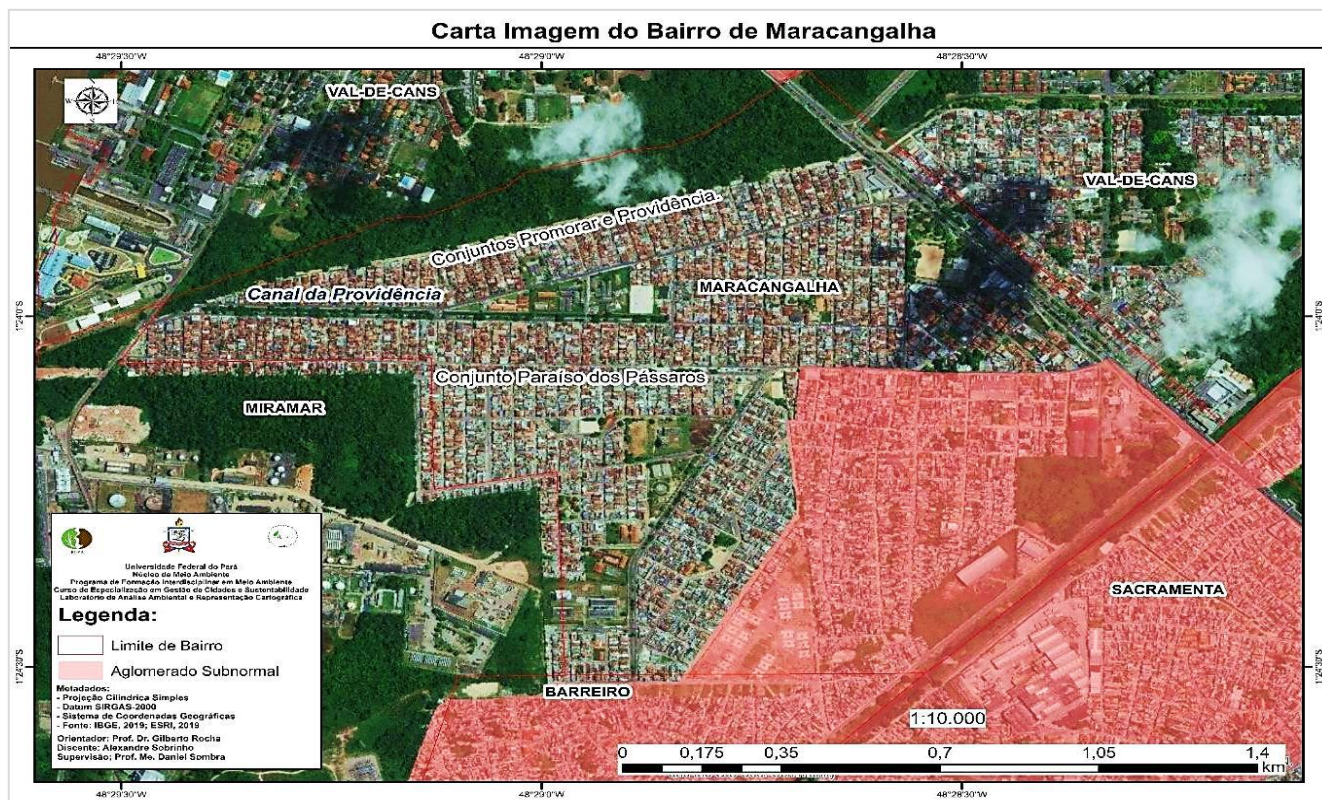 Carta Imagem do Bairro de Maracangalha
48°29'30"W
48°29'0"W
48°28'30"W
VAL-DE-CANS
VAL-DE-CANS
Conjuntos Promorar e Providência.
Canal da Providência
MARACANGALHA
1°24'0"S
1°24'0"S
Conjunto Paraíso dos Pássaros
MIRAMAR
SACRAMENTA
BARREIRO
1°24'30"S
1°24'30"S
Universidade Federal do Pará
Núcleo de Meio Ambiente
Programa de Formação Interdisciplinar em Meio Ambiente
Curso de Especialização em Gestão de Cidades e Sustentabilidade
Laboratório de Análise Ambiental e Representação Cartográfica
Legenda:
Limite de Bairro
Aglomerado Subnormal
Metadados:
- Projeção Cilíndrica Simples
- Datum SIRGAS-2000
- Sistema de Coordenadas Geográficas
- Fonte: IBGE, 2019; ESRI, 2019
Orientador: Prof. Dr. Gilberto Rocha
Discente: Alexandre Sobrinho
Supervisão; Prof. Me. Daniel Sombra
1:10.000
0 0,175 0,35 0,7 1,05 1,4
km
48°29'30"W
48°29'0"W
48°28'30"W